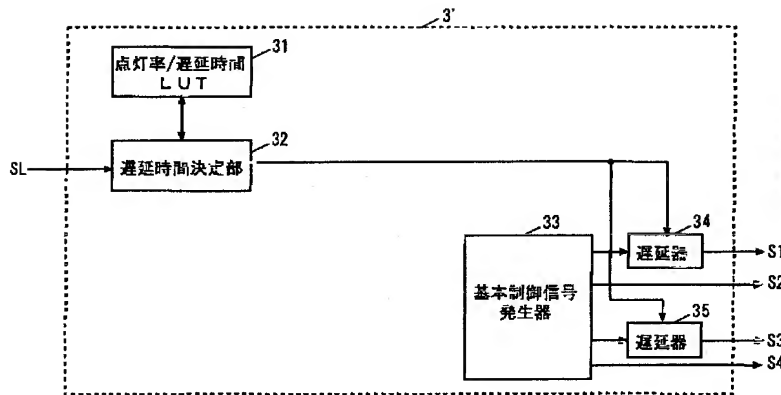 3'
点灯率/遅延時間
LUT
31
32
SL
遅延時間決定部
33
34
遅延器
S1
基本制御信号
発生器
S2
35
遅延器
S3
S4